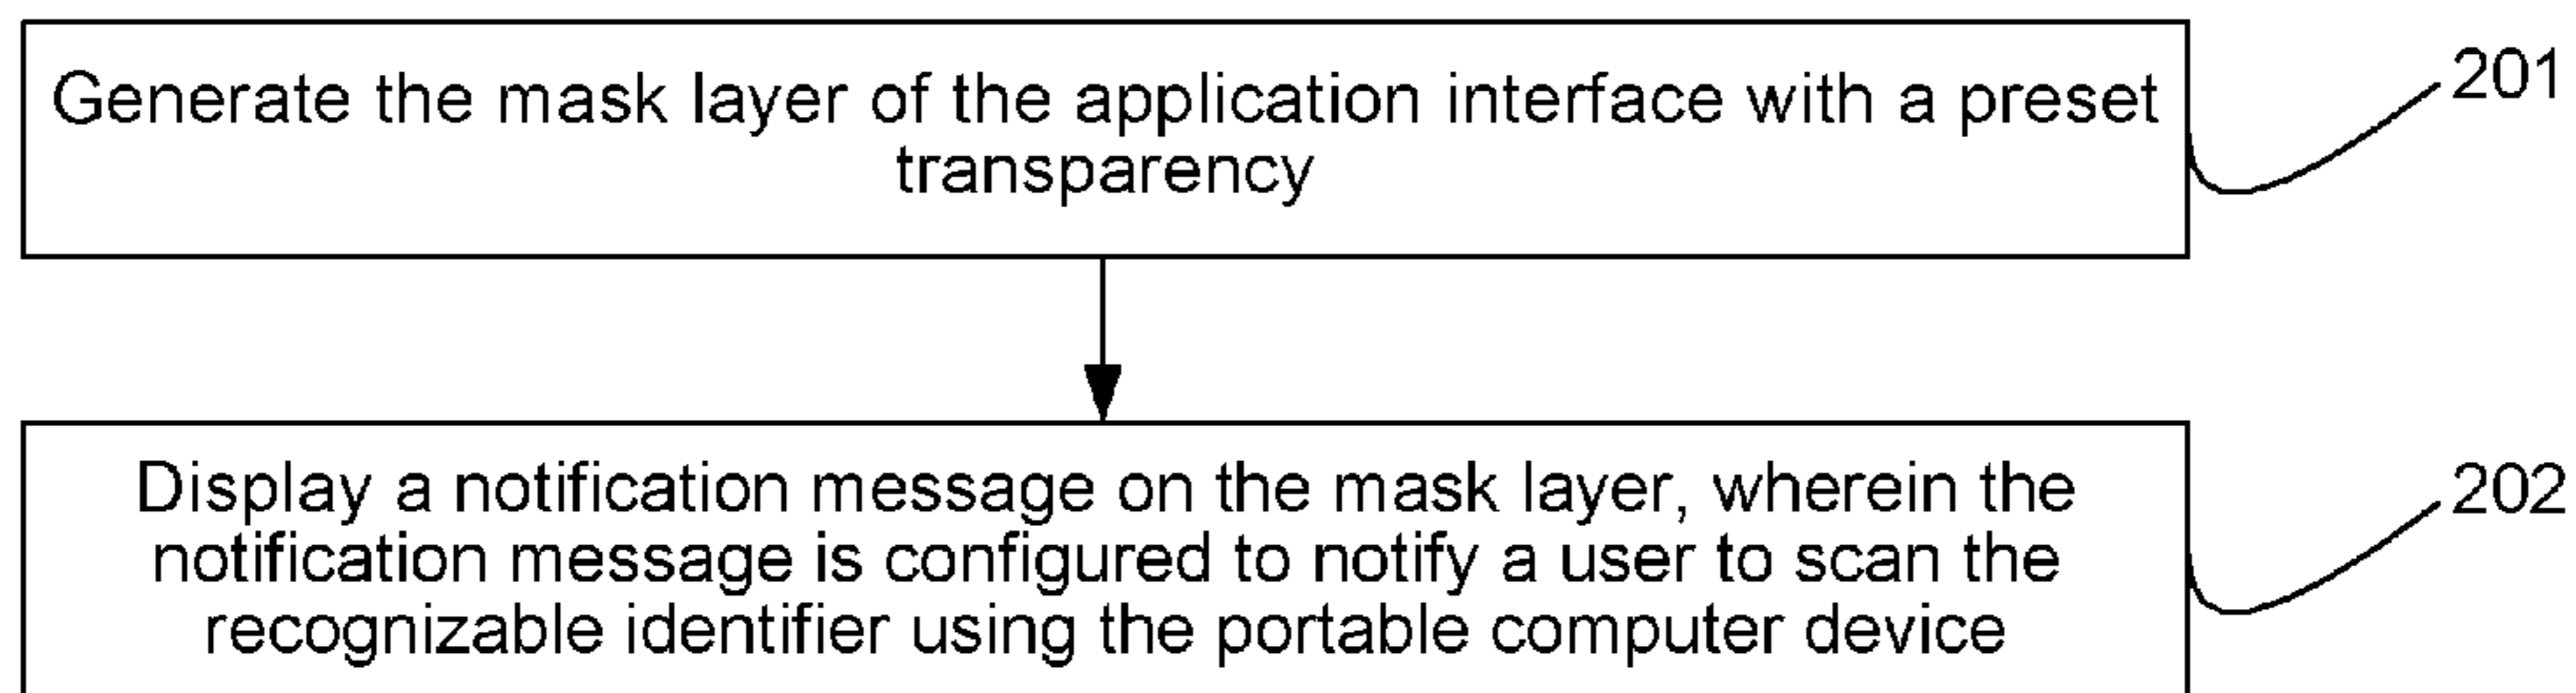 Generate the mask layer of the application interface with a preset
transparency
201
Display a notification message on the mask layer, wherein the
notification message is configured to notify a user to scan the
recognizable identifier using the portable computer device
202